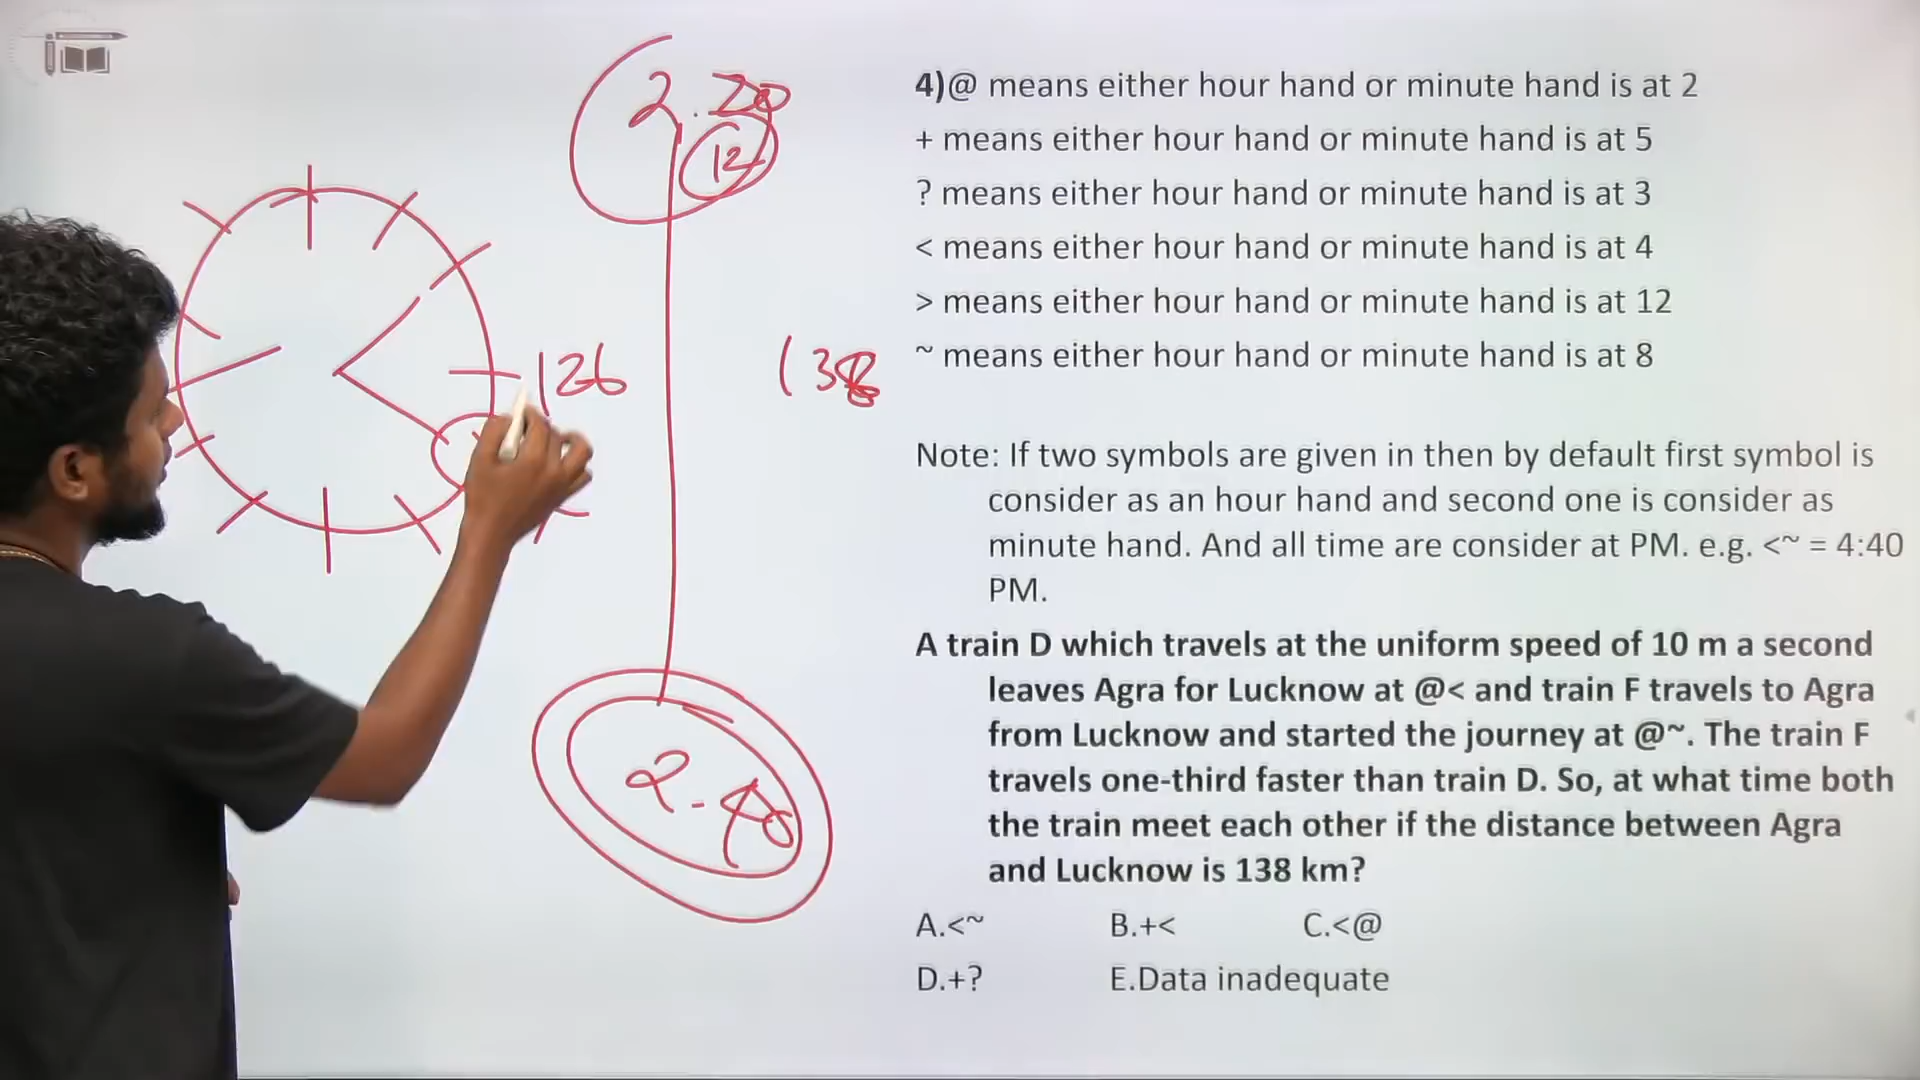 2.20
12
126
138
2-40
4)@ means either hour hand or minute hand is at 2
+ means either hour hand or minute hand is at 5
? means either hour hand or minute hand is at 3
< means either hour hand or minute hand is at 4
> means either hour hand or minute hand is at 12
~ means either hour hand or minute hand is at 8
Note: If two symbols are given in then by default first symbol is
consider as an hour hand and second one is consider as
minute hand. And all time are consider at PM. e.g. <~ = 4:40
PM.
A train D which travels at the uniform speed of 10 m a second
leaves Agra for Lucknow at @< and train F travels to Agra
from Lucknow and started the journey at @~. The train F
travels one-third faster than train D. So, at what time both
the train meet each other if the distance between Agra
and Lucknow is 138 km?
A.<~ B.+< C.<@
D.+? E.Data inadequate